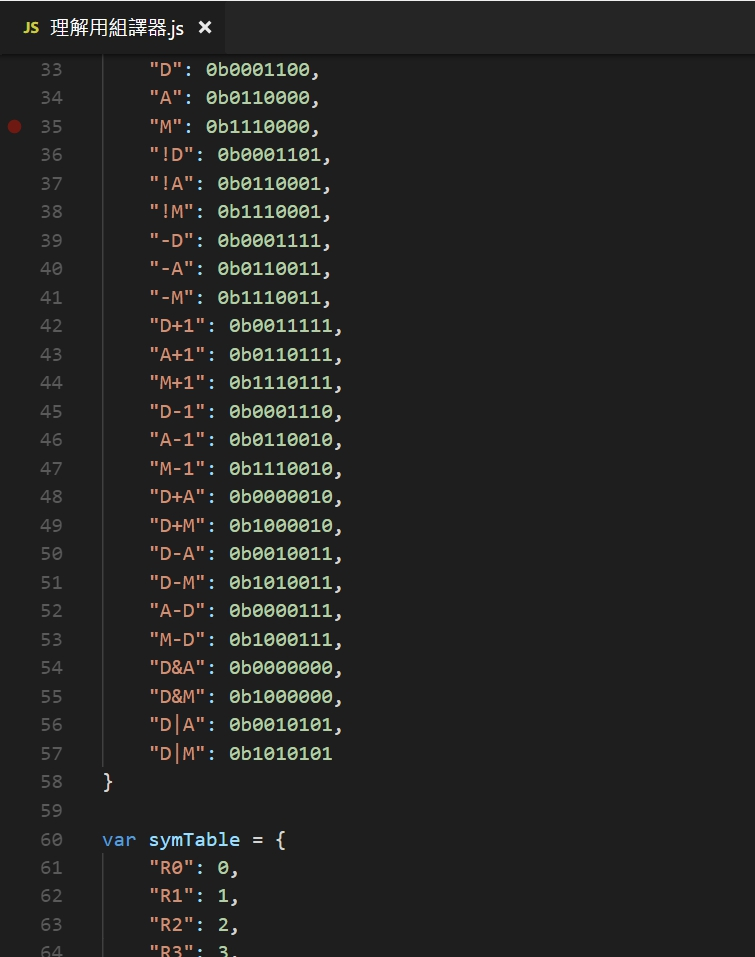 JS 理解用組譯器.js ×
33 "D": 0b0001100,
34 "A": 0b0110000,
35 "M": 0b1110000,
36 "!D": 0b0001101,
37 "!A": 0b0110001,
38 "!M": 0b1110001,
39 "-D": 0b0001111,
40 "-A": 0b0110011,
41 "-M": 0b1110011,
42 "D+1": 0b0011111,
43 "A+1": 0b0110111,
44 "M+1": 0b1110111,
45 "D-1": 0b0001110,
46 "A-1": 0b0110010,
47 "M-1": 0b1110010,
48 "D+A": 0b0000010,
49 "D+M": 0b1000010,
50 "D-A": 0b0010011,
51 "D-M": 0b1010011,
52 "A-D": 0b0000111,
53 "M-D": 0b1000111,
54 "D&A": 0b0000000,
55 "D&M": 0b1000000,
56 "D|A": 0b0010101,
57 "D|M": 0b1010101
58 }
59
60 var symTable = {
61 "R0": 0,
62 "R1": 1,
63 "R2": 2,
64 "R3": 3,